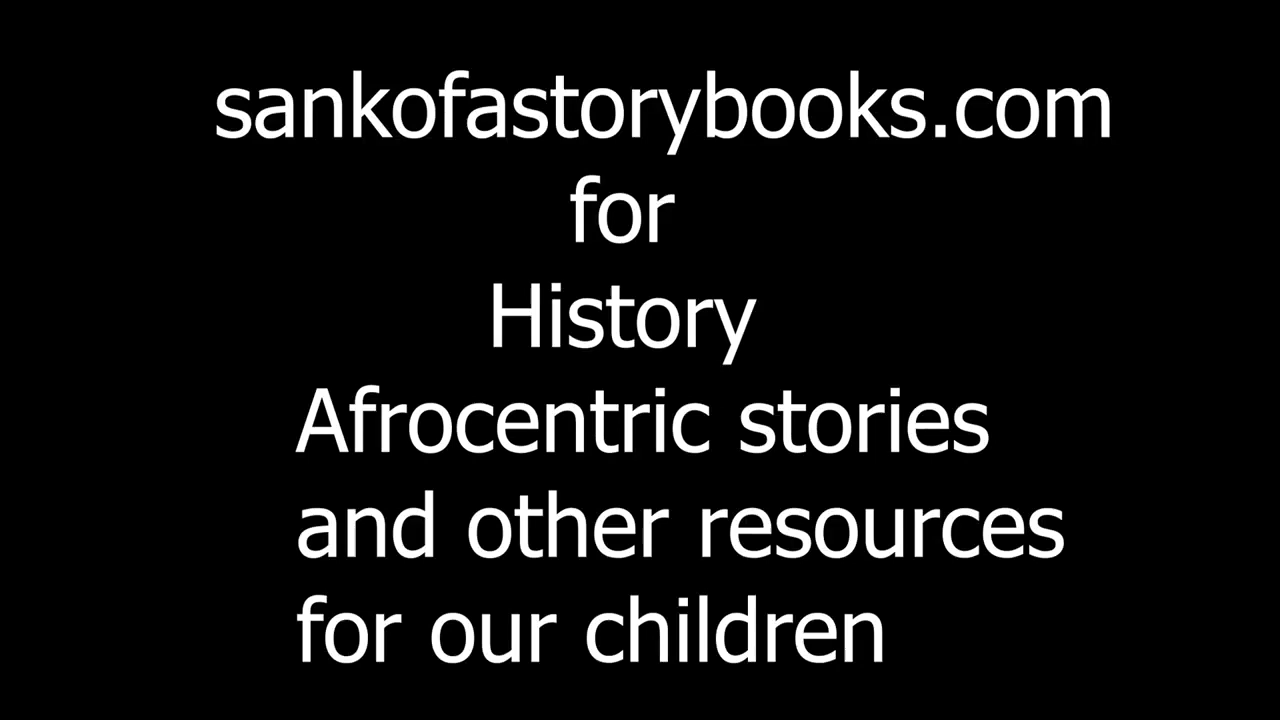 sankofastorybooks.com
for
History
Afrocentric stories
and other resources
for our children